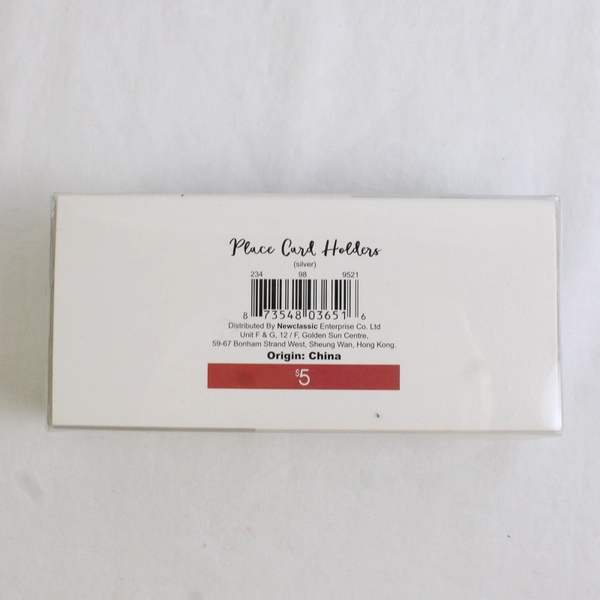 Place Card Holders
(silver)
234 98 9521
8 73548 03651 6
Distributed By Newclassic Enterprise Co. Ltd
Unit F & G, 12 / F, Golden Sun Centre,
59-67 Bonham Strand West, Sheung Wan, Hong Kong.
Origin: China
$5